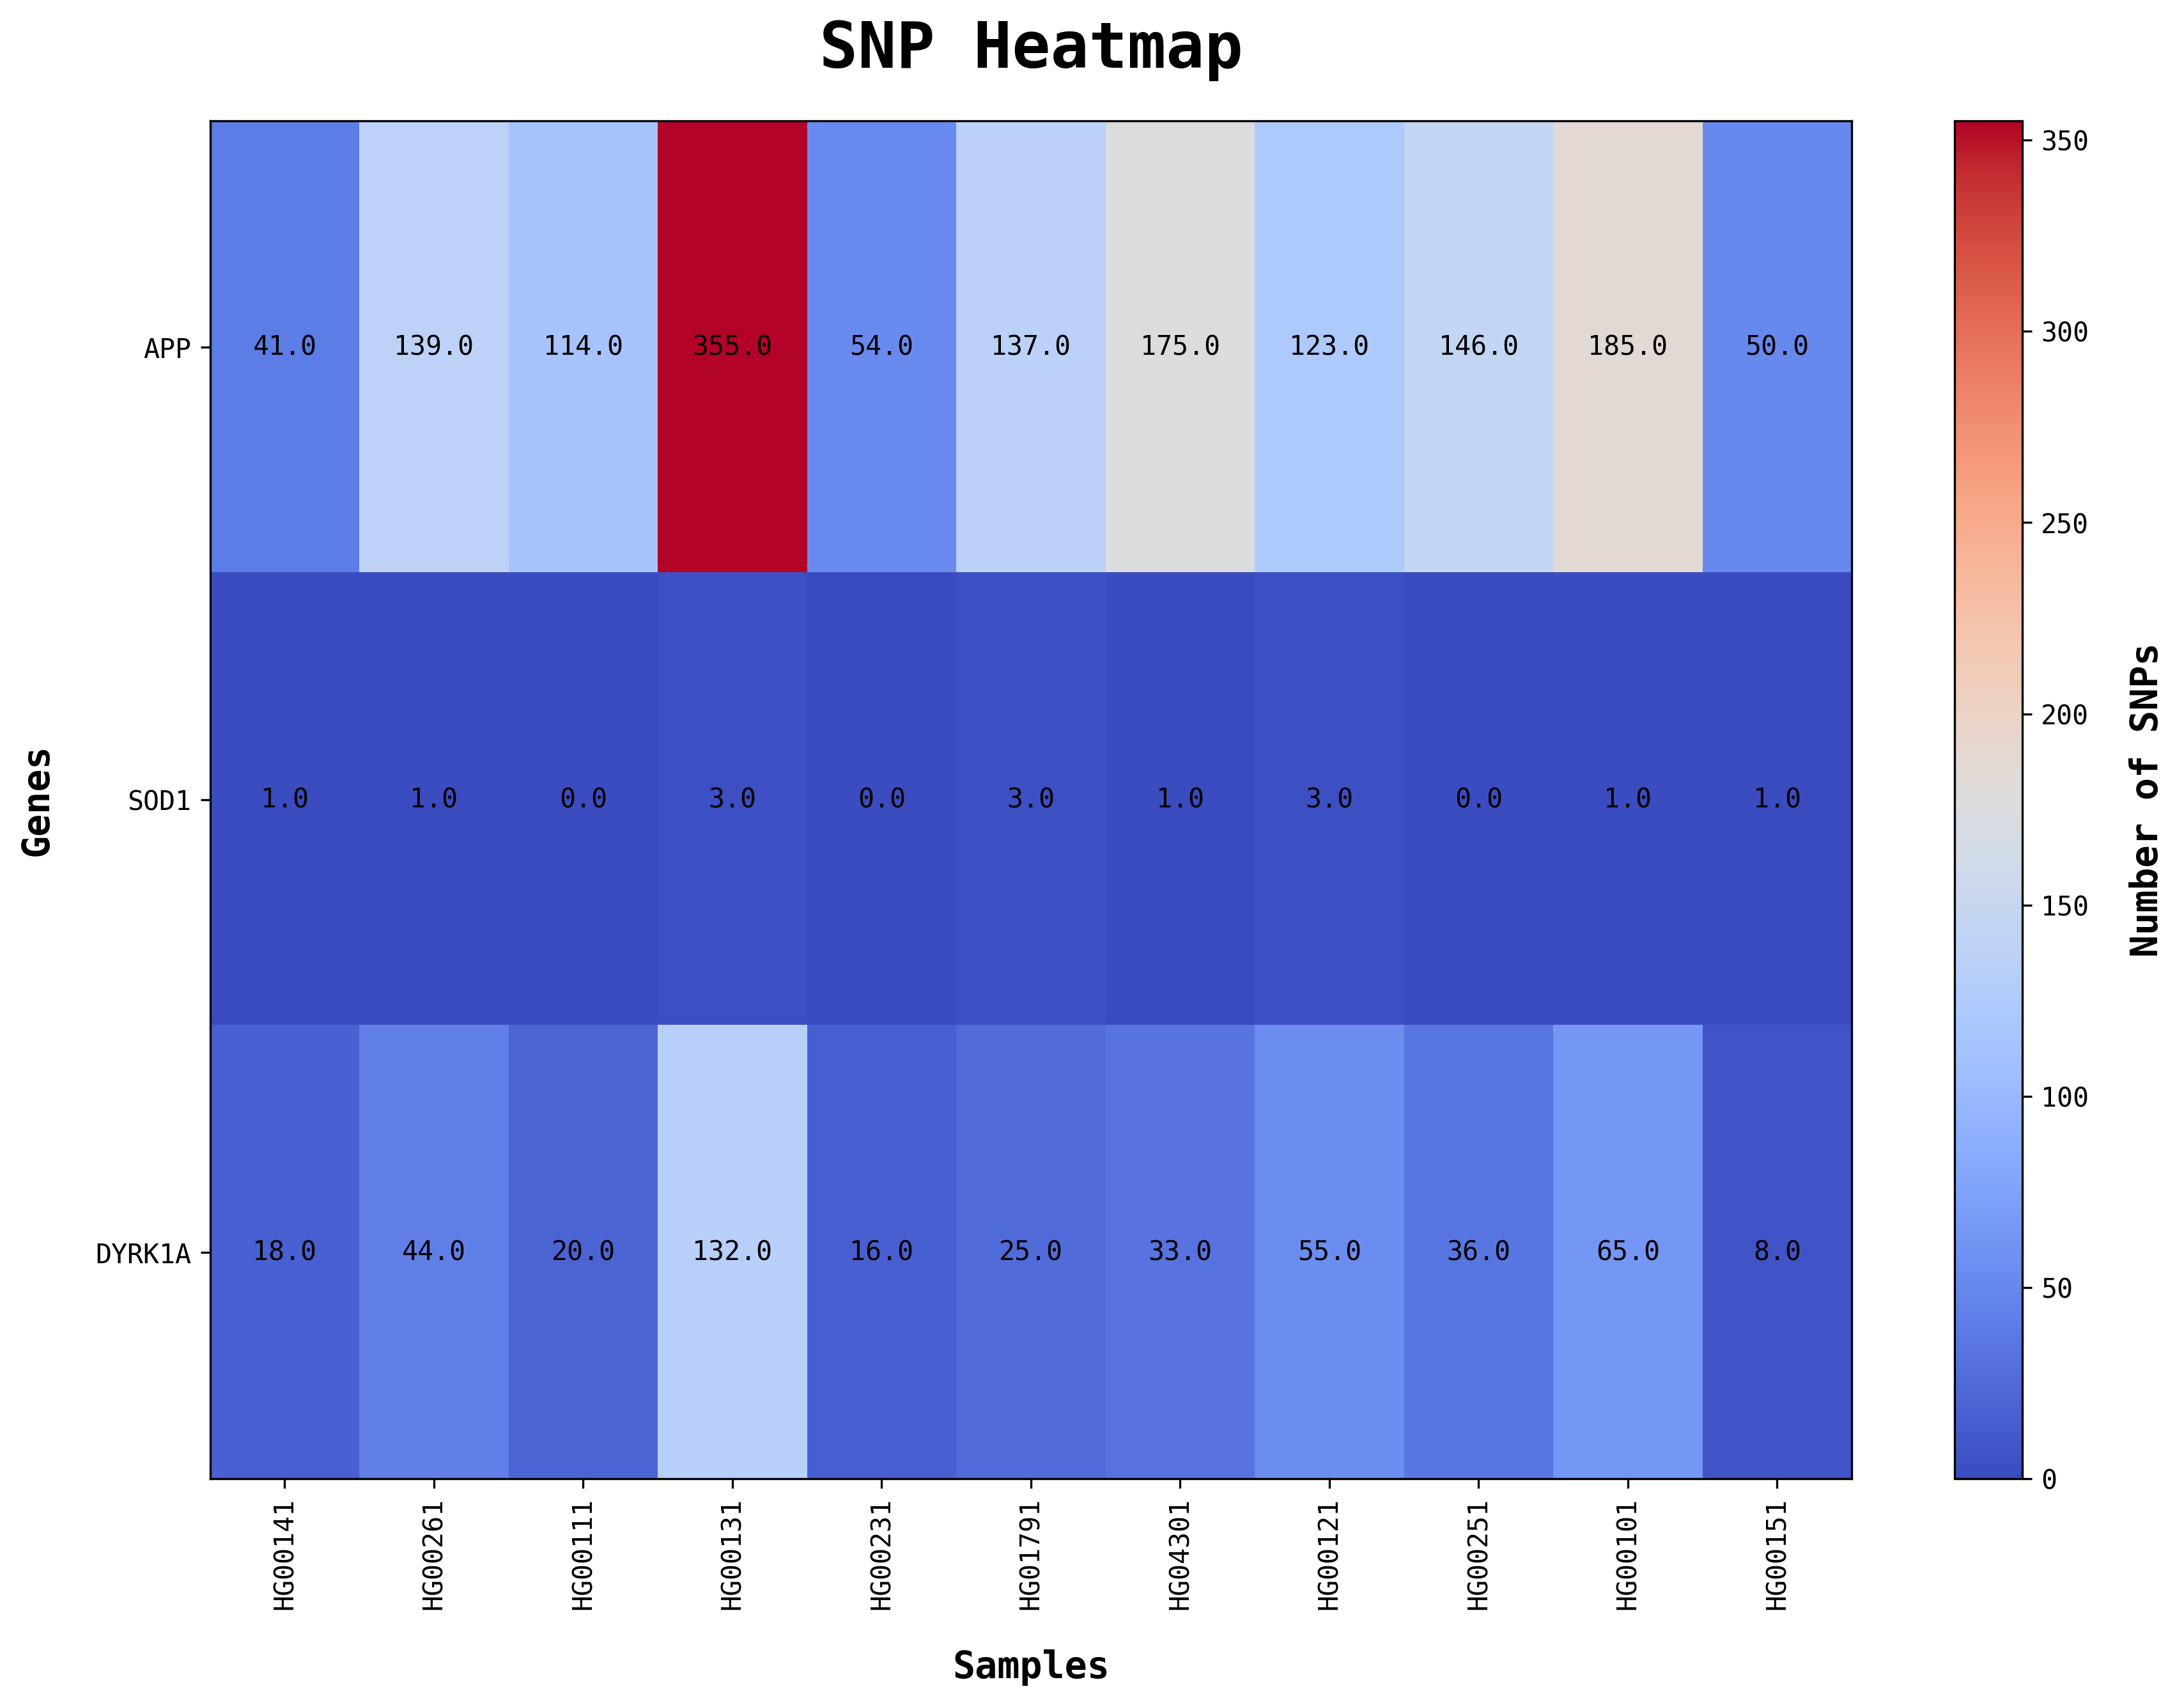 SNP Heatmap
APP
41.0 139.0 114.0 355.0 54.0 137.0 175.0 123.0 146.0 185.0 50.0
SOD1
1.0 1.0 0.0 3.0 0.0 3.0 1.0 3.0 0.0 1.0 1.0
DYRK1A
18.0 44.0 20.0 132.0 16.0 25.0 33.0 55.0 36.0 65.0 8.0
Genes
HG00141
HG00261
HG00111
HG00131
HG00231
HG01791
HG04301
HG00121
HG00251
HG00101
HG00151
Samples
350
300
250
200
150
100
50
0
Number of SNPs